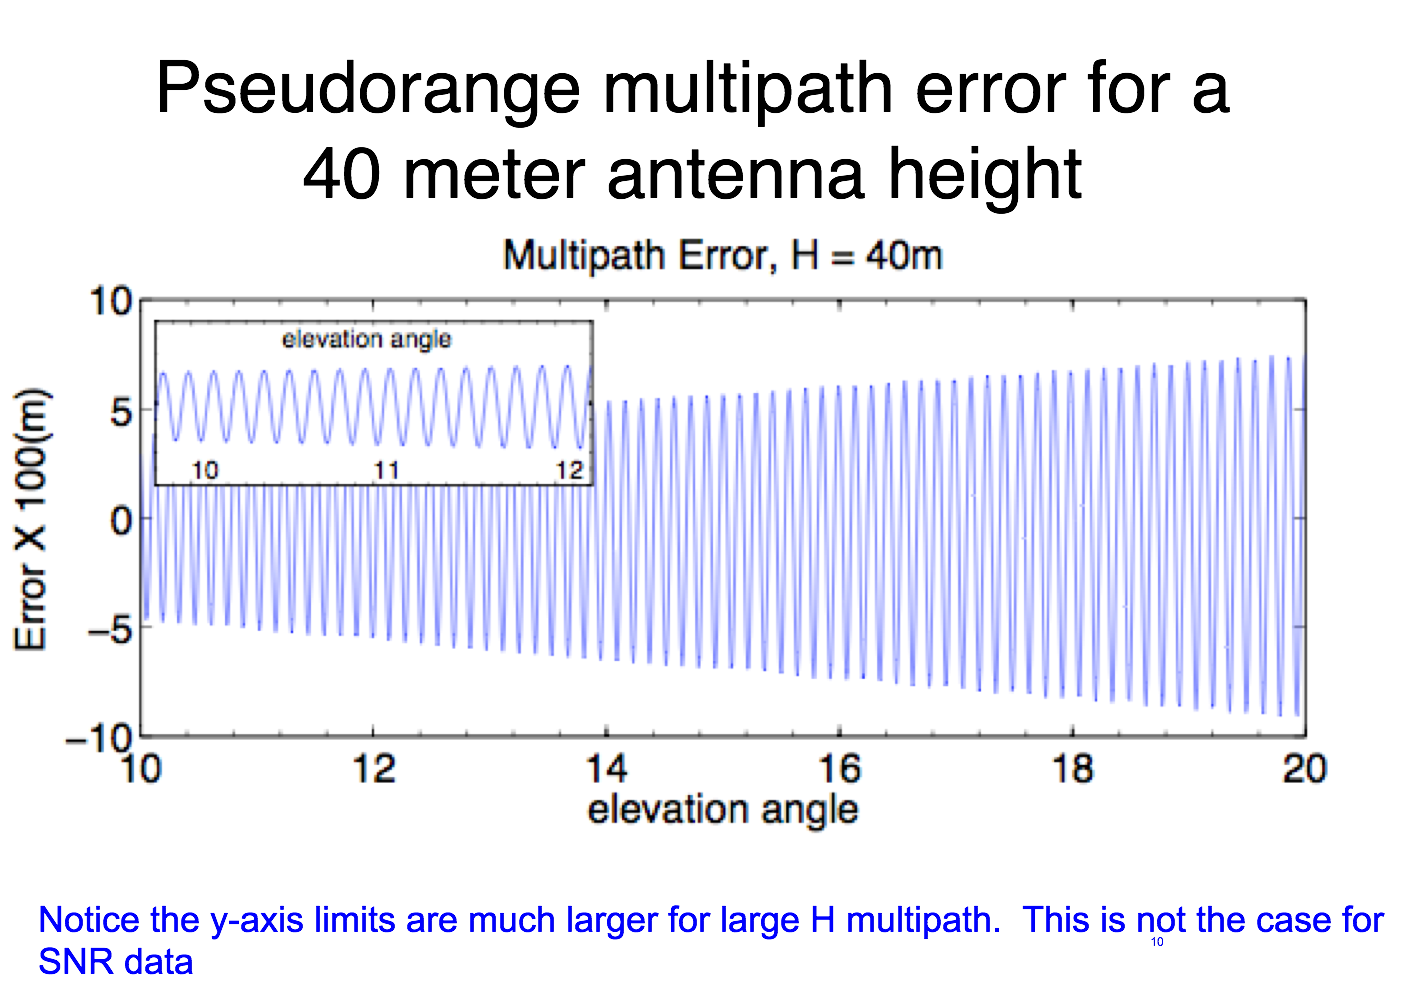 Pseudorange multipath error for a
40 meter antenna height
Multipath Error, H = 40m
10
5
0
−5
−10
Error X 100(m)
elevation angle
10 11 12
10 12 14 16 18 20
elevation angle
Notice the y-axis limits are much larger for large H multipath. This is not the case for
SNR data
10